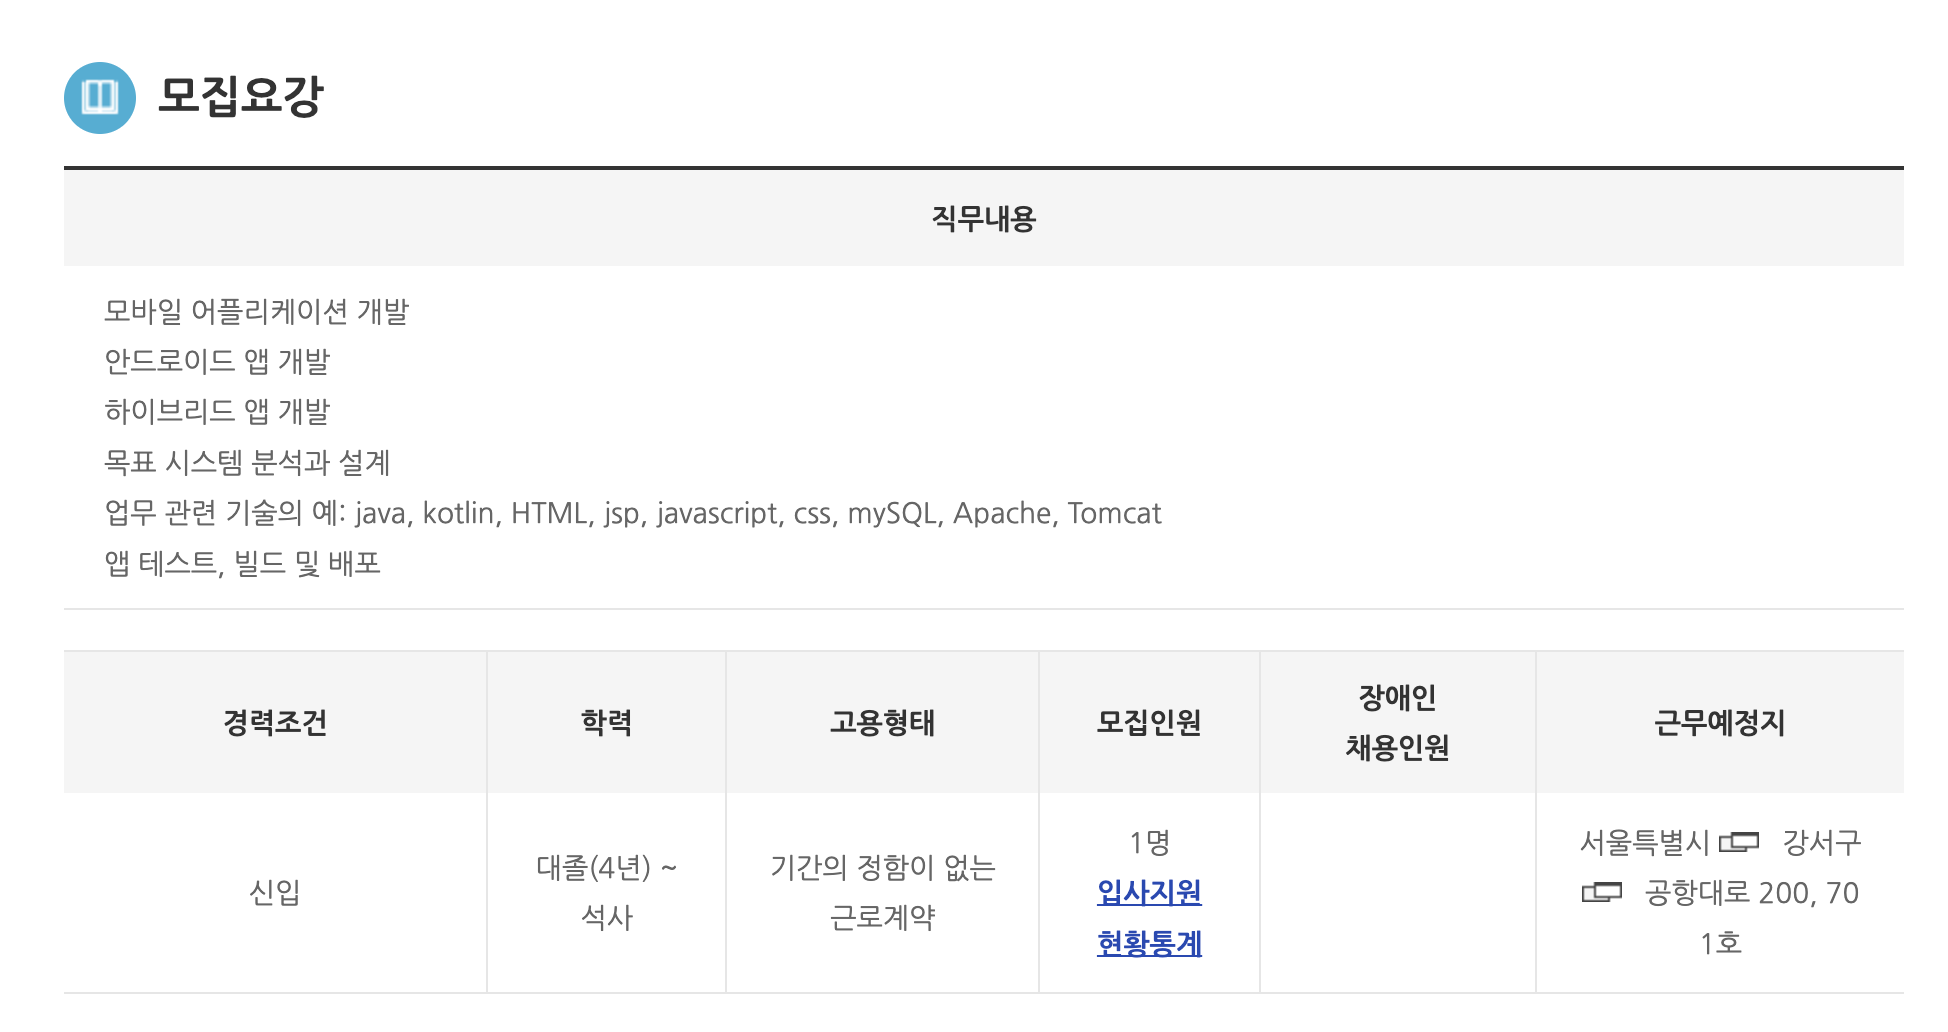 모집요강
직무내용
모바일 어플리케이션 개발
안드로이드 앱 개발
하이브리드 앱 개발
목표 시스템 분석과 설계
업무 관련 기술의 예: java, kotlin, HTML, jsp, javascript, css, mySQL, Apache, Tomcat
앱 테스트, 빌드 및 배포
경력조건
학력
고용형태
모집인원
장애인
채용인원
근무예정지
신입
대졸(4년) ~
석사
기간의 정함이 없는
근로계약
1명
입사지원
현황통계
서울특별시 강서구
공항대로 200, 70
1호